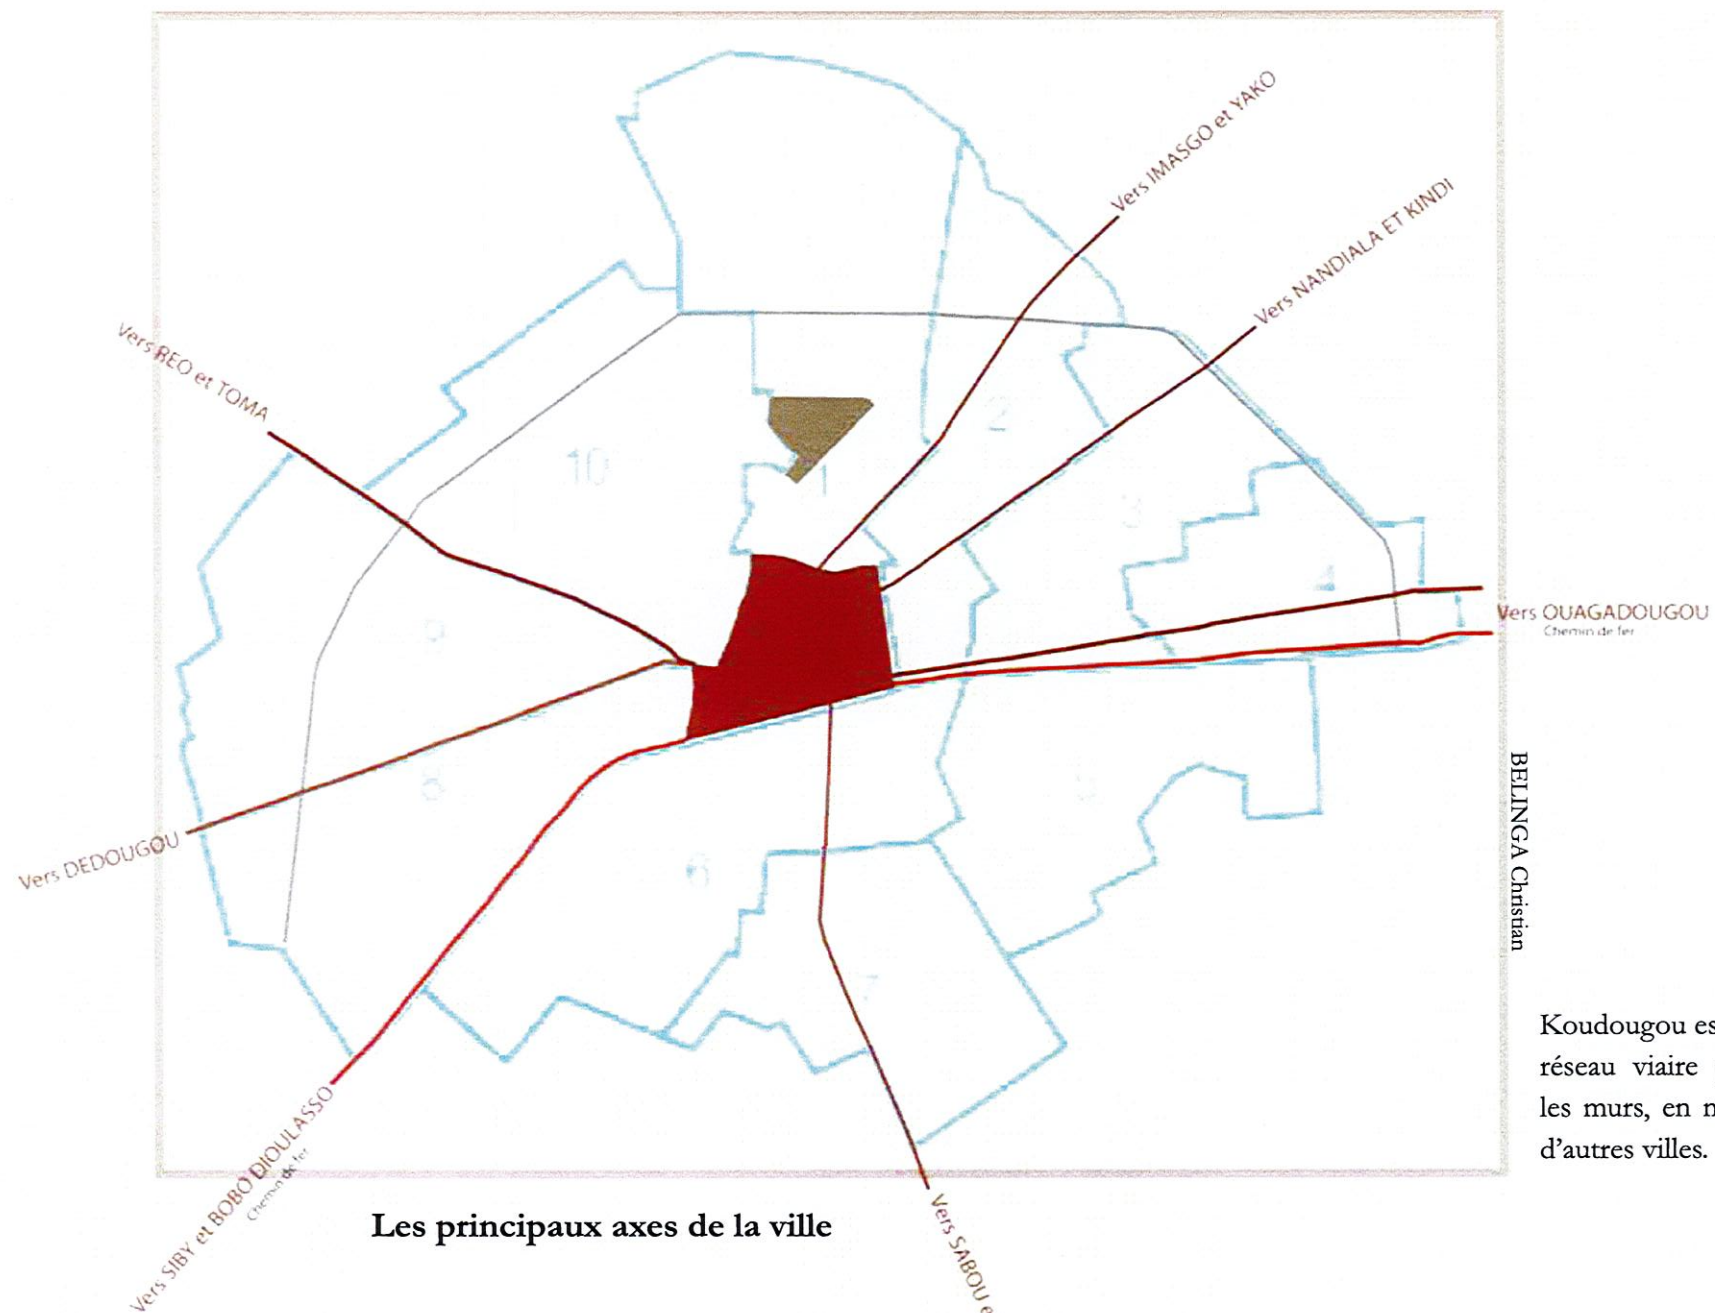 Vers IMASGO et YAKO
Vers NANDIALA ET KINDI
Vers REO et TOMA
10
2
1
3
4
9
Vers OUAGADOUGOU
Chemin de fer
8
5
BELINGA Christian
Vers DEDOUGOU
6
7
Koudougou es
réseau viaire
les murs, en
d'autres villes.
Vers SIBY et BOBO DIOULASSO
Chemin de fer
Les principaux axes de la ville
Vers SABOU e